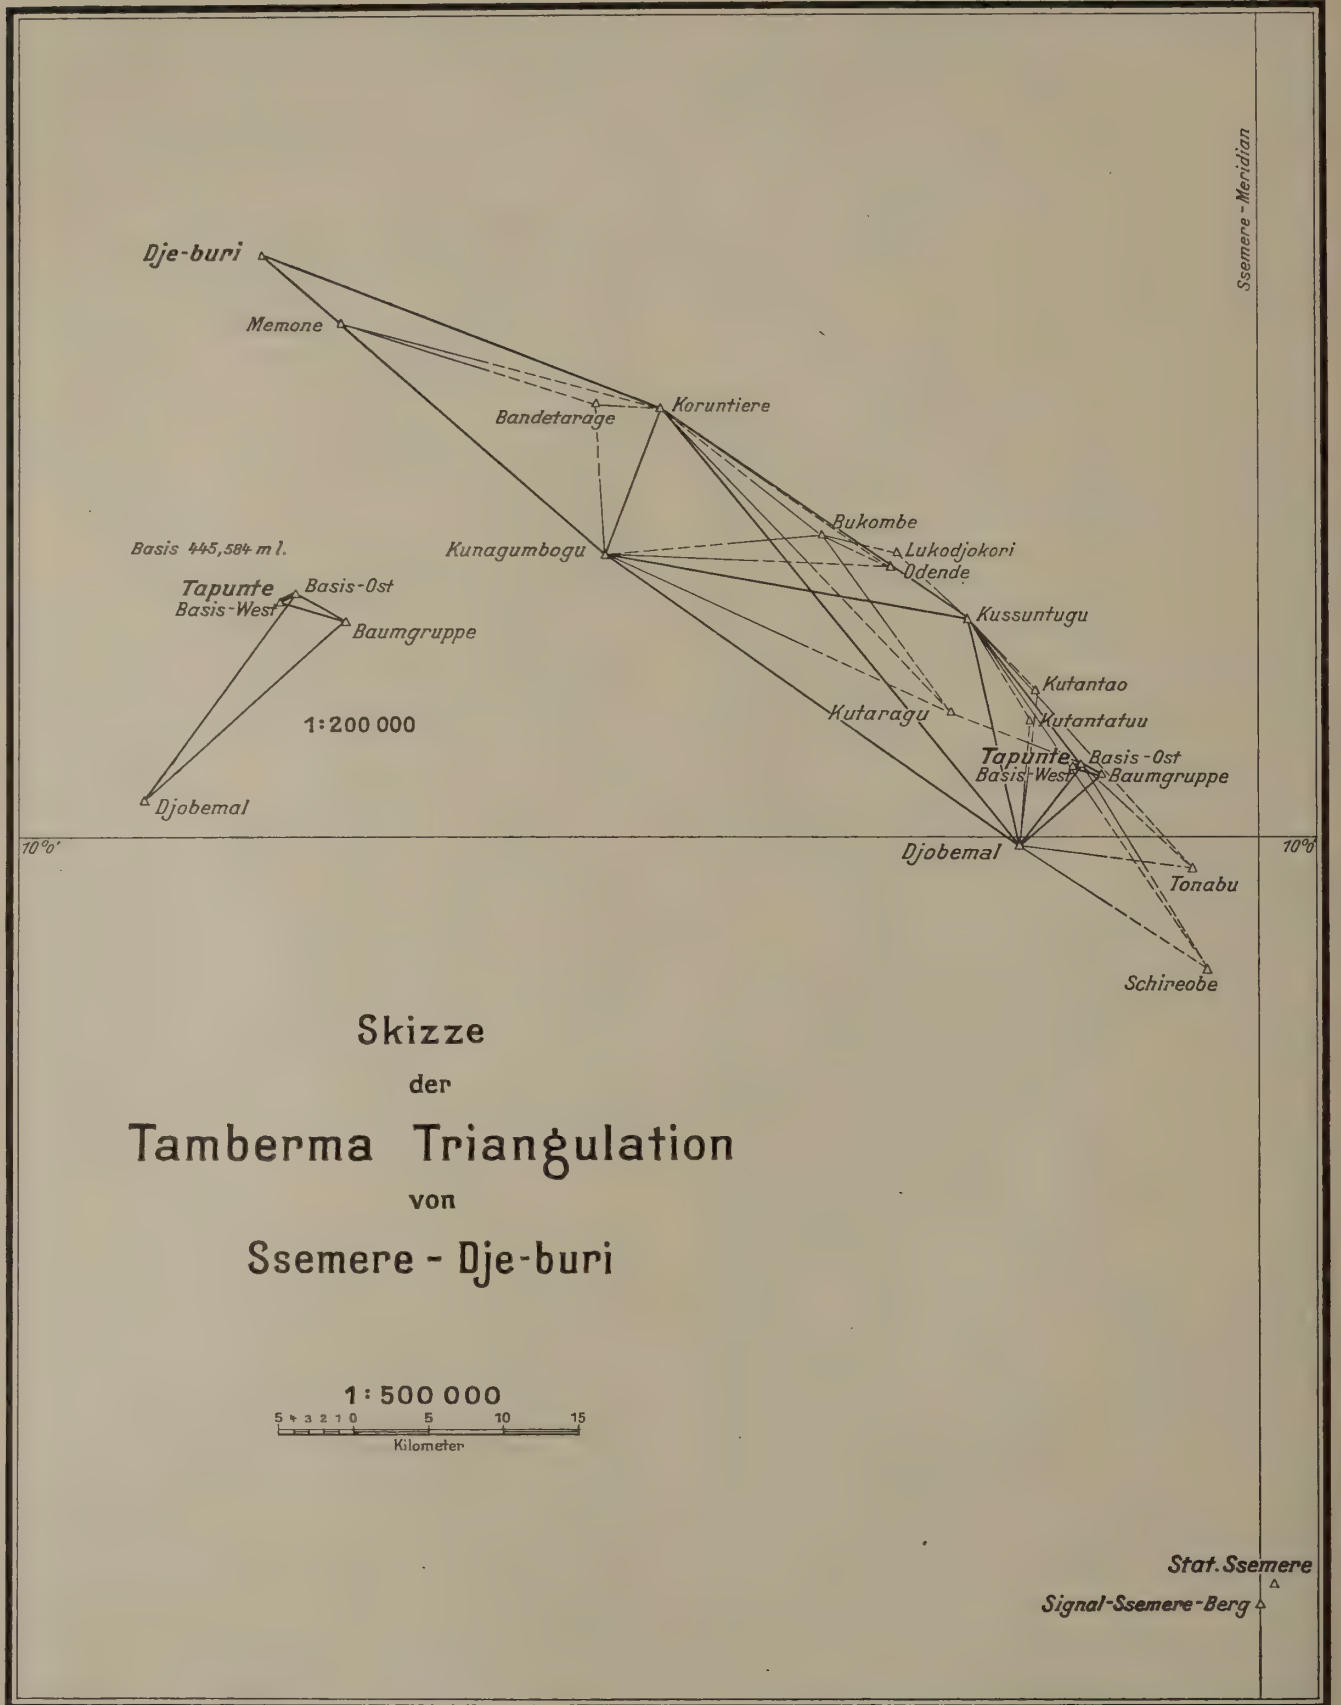 Ssemere-Meridian
Dje-buri
Memone
Koruntiere
Bandetarage
Bukombe
Basis 445,584 m l.
Kunagumbogu
Lukodjokori
Odende
Tapunte
Basis-Ost
Basis-West
Baumgruppe
Kussuntugu
Kutantao
Kutaragu
Kutantatuu
1:200 000
Tapunte
Basis-Ost
Basis-West
Baumgruppe
Djobemal
10°0'
10°0'
Djobemal
Tonabu
Schireobe
Skizze
der
Tamberma Triangulation
von
Ssemere - Dje-buri
1:500 000
5 4 3 2 1 0 5 10 15
Kilometer
Stat. Ssemere
Signal-Ssemere-Berg